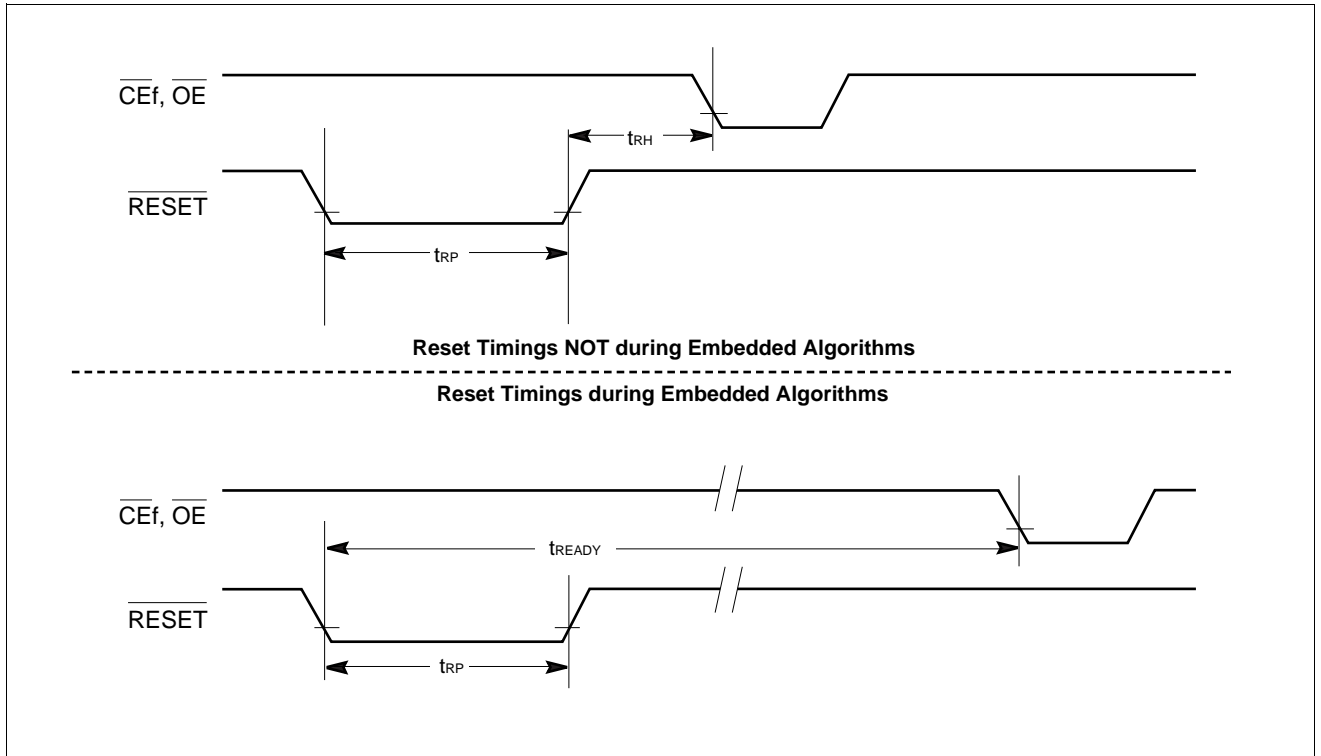 CEf, OE
tRH
RESET
tRP
Reset Timings NOT during Embedded Algorithms
Reset Timings during Embedded Algorithms
CEf, OE
tREADY
RESET
tRP